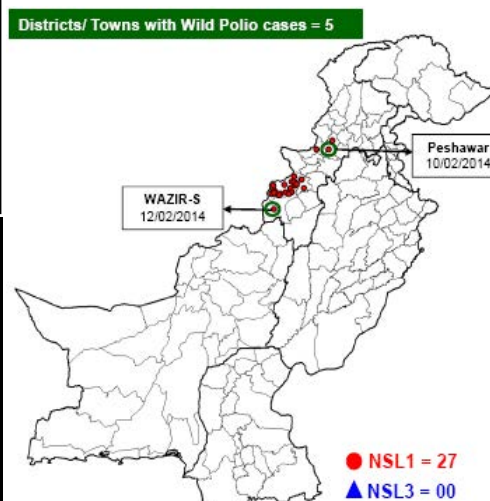 Districts/ Towns with Wild Polio cases = 5
Peshawar
10/02/2014
WAZIR-S
12/02/2014
NSL1 = 27
NSL3 = 00